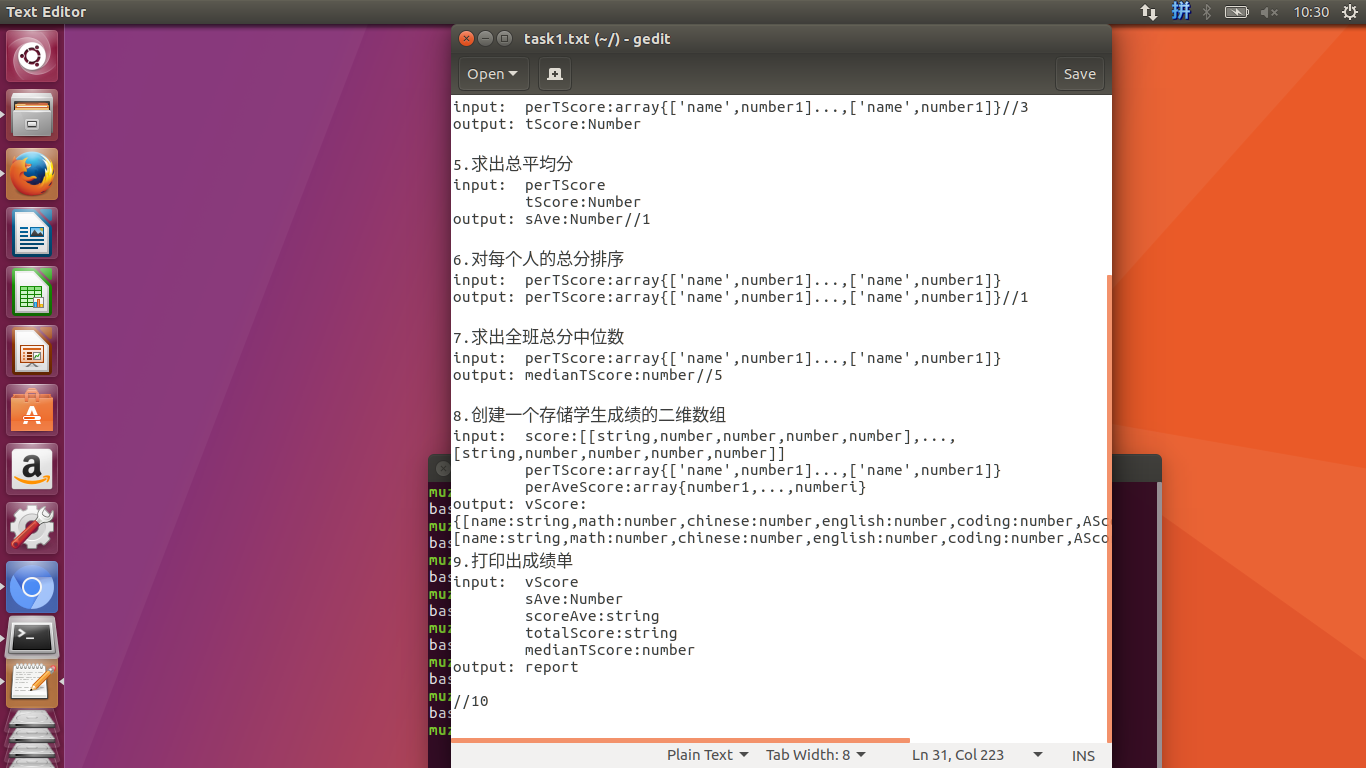 Text Editor
拼
10:30
task1.txt (~/) - gedit
Open
Save
input:  perTScore:array{['name',number1]...,['name',number1]}//3
output: tScore:Number
5.求出总平均分
input:  perTScore
tScore:Number
output: sAve:Number//1
6.对每个人的总分排序
input:  perTScore:array{['name',number1]...,['name',number1]}
output: perTScore:array{['name',number1]...,['name',number1]}//1
7.求出全班总分中位数
input:  perTScore:array{['name',number1]...,['name',number1]}
output: medianTScore:number//5
8.创建一个存储学生成绩的二维数组
input:  score:[[string,number,number,number,number],...,
[string,number,number,number,number]]
perTScore:array{['name',number1]...,['name',number1]}
perAveScore:array{number1,...,numberi}
output: vScore:
{[name:string,math:number,chinese:number,english:number,coding:number,ASco
[name:string,math:number,chinese:number,english:number,coding:number,ASco
9.打印出成绩单
input:  vScore
sAve:Number
scoreAve:string
totalScore:string
medianTScore:number
output: report
//10
muz
bas
muz
bas
muz
bas
muz
bas
muz
bas
muz
bas
muz
bas
muz
Plain Text
Tab Width: 8
Ln 31, Col 223
INS